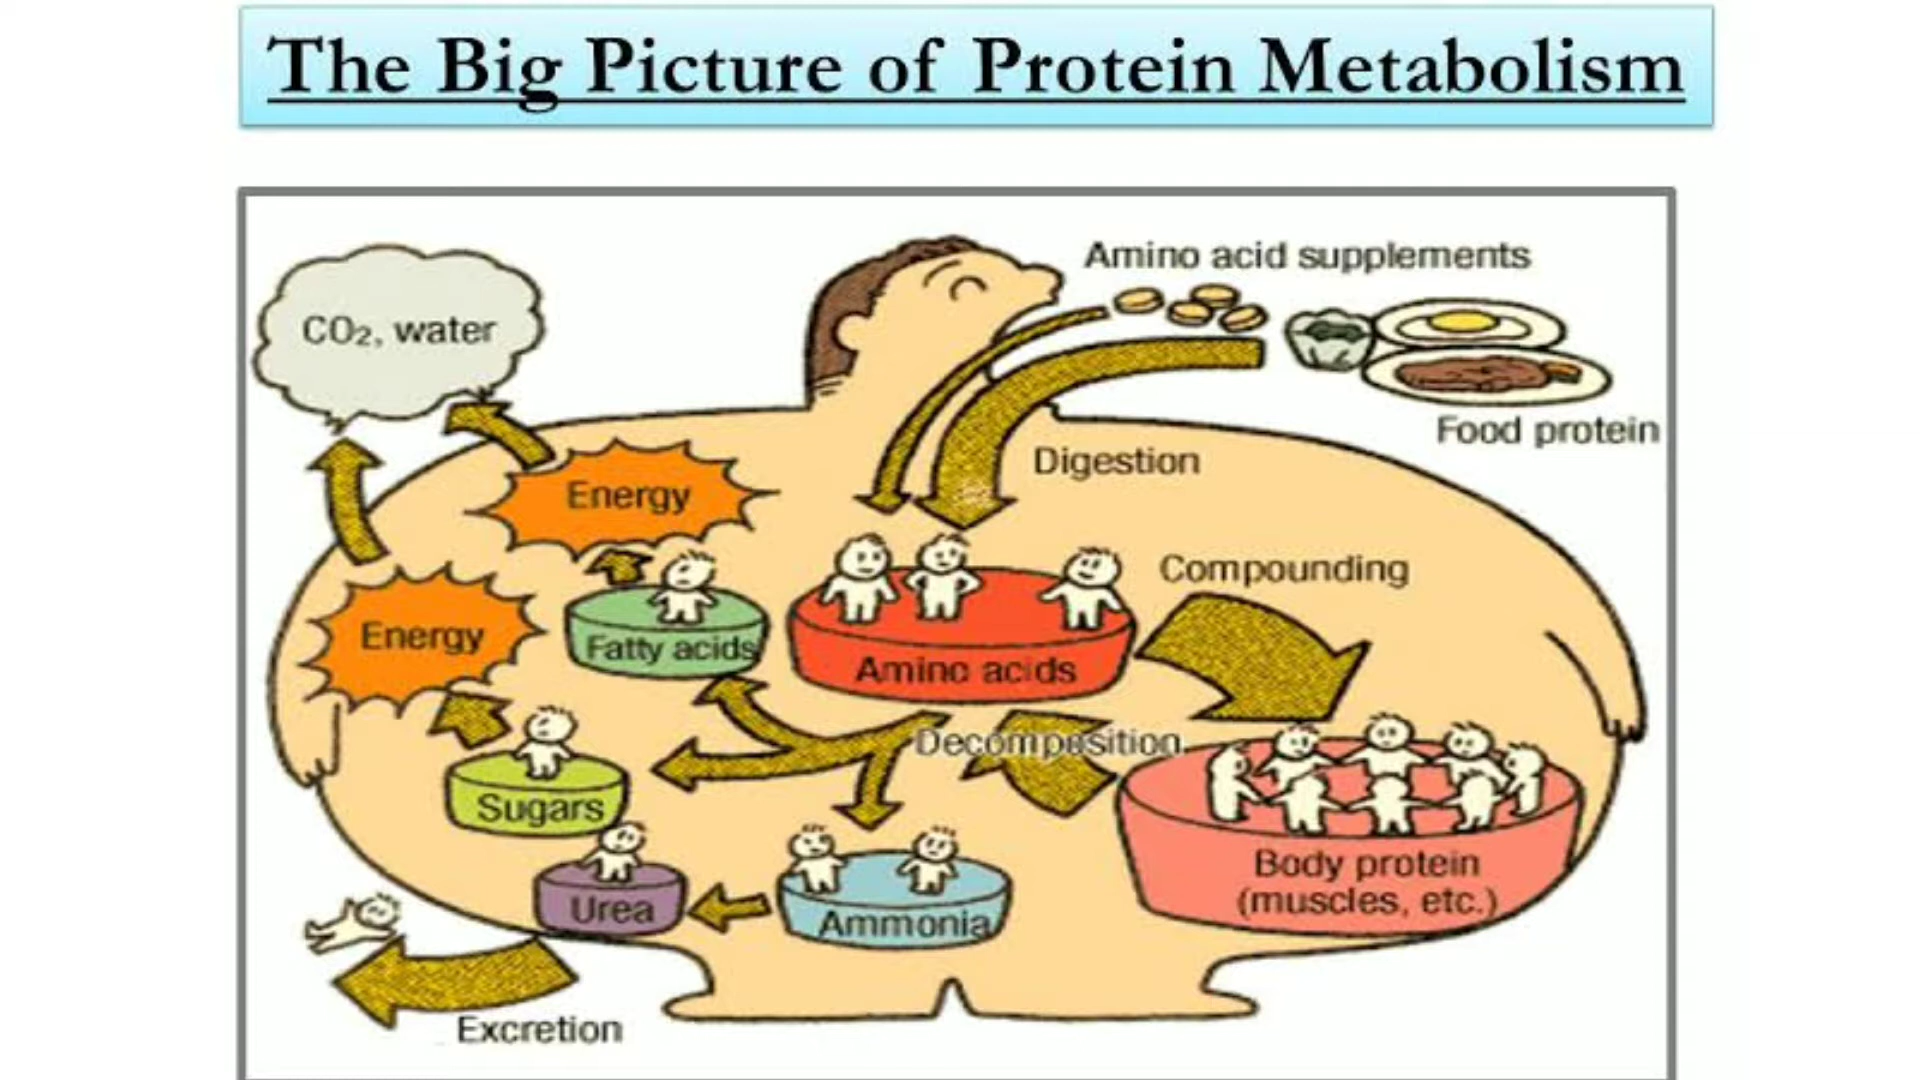 The Big Picture of Protein Metabolism
Amino acid supplements
CO₂, water
Food protein
Digestion
Energy
Compounding
Energy
Fatty acids
Amino acids
Decomposition
Sugars
Body protein
(muscles, etc.)
Urea
Ammonia
Excretion